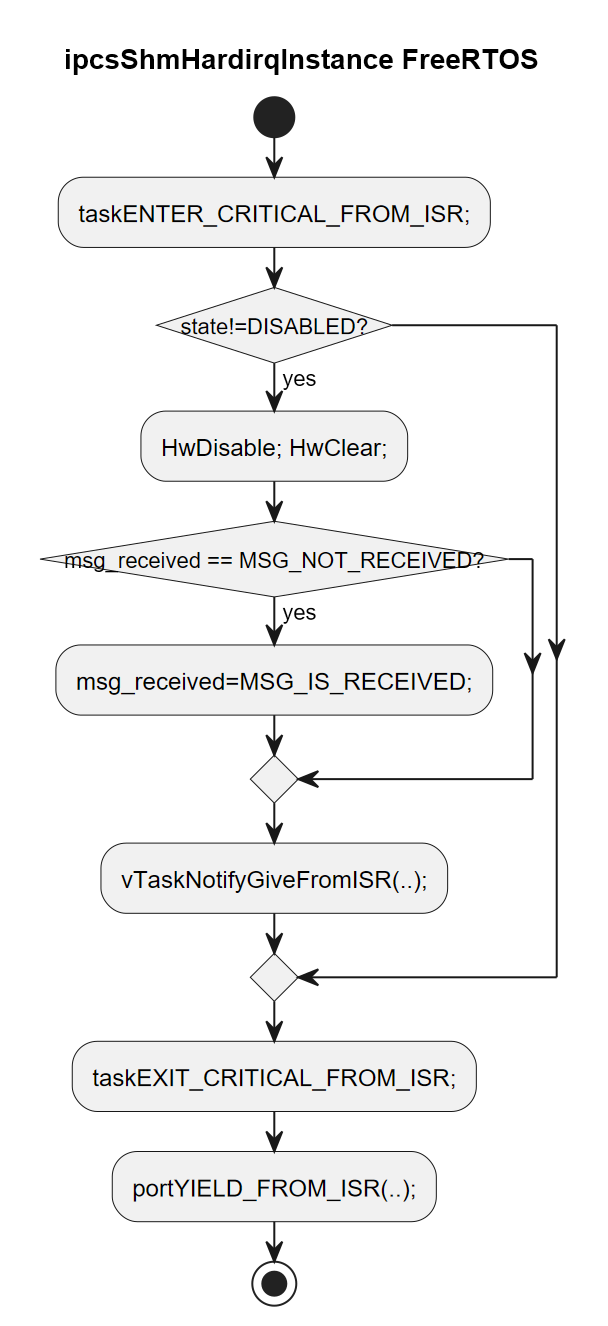 ipcsShmHardirqInstance FreeRTOS
taskENTER_CRITICAL_FROM_ISR;
state!=DISABLED?
yes
HwDisable; HwClear;
msg_received == MSG_NOT_RECEIVED?
yes
msg_received=MSG_IS_RECEIVED;
vTaskNotifyGiveFromISR(..);
taskEXIT_CRITICAL_FROM_ISR;
portYIELD_FROM_ISR(..);